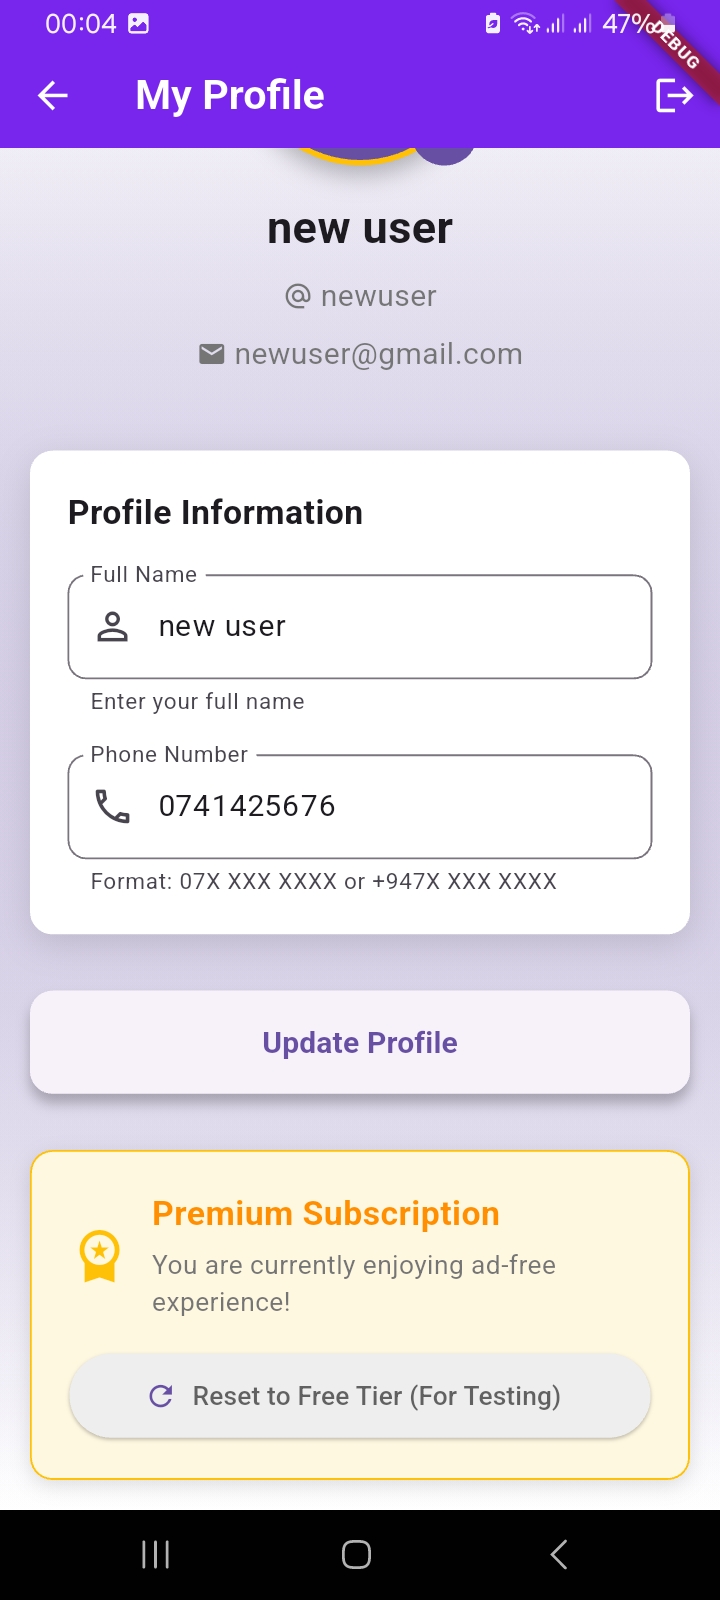 00:04
47%
DEBUG
My Profile
new user
newuser
newuser@gmail.com
Profile Information
Full Name
new user
Enter your full name
Phone Number
0741425676
Format: 07X XXX XXXX or +947X XXX XXXX
Update Profile
Premium Subscription
You are currently enjoying ad-free
experience!
Reset to Free Tier (For Testing)